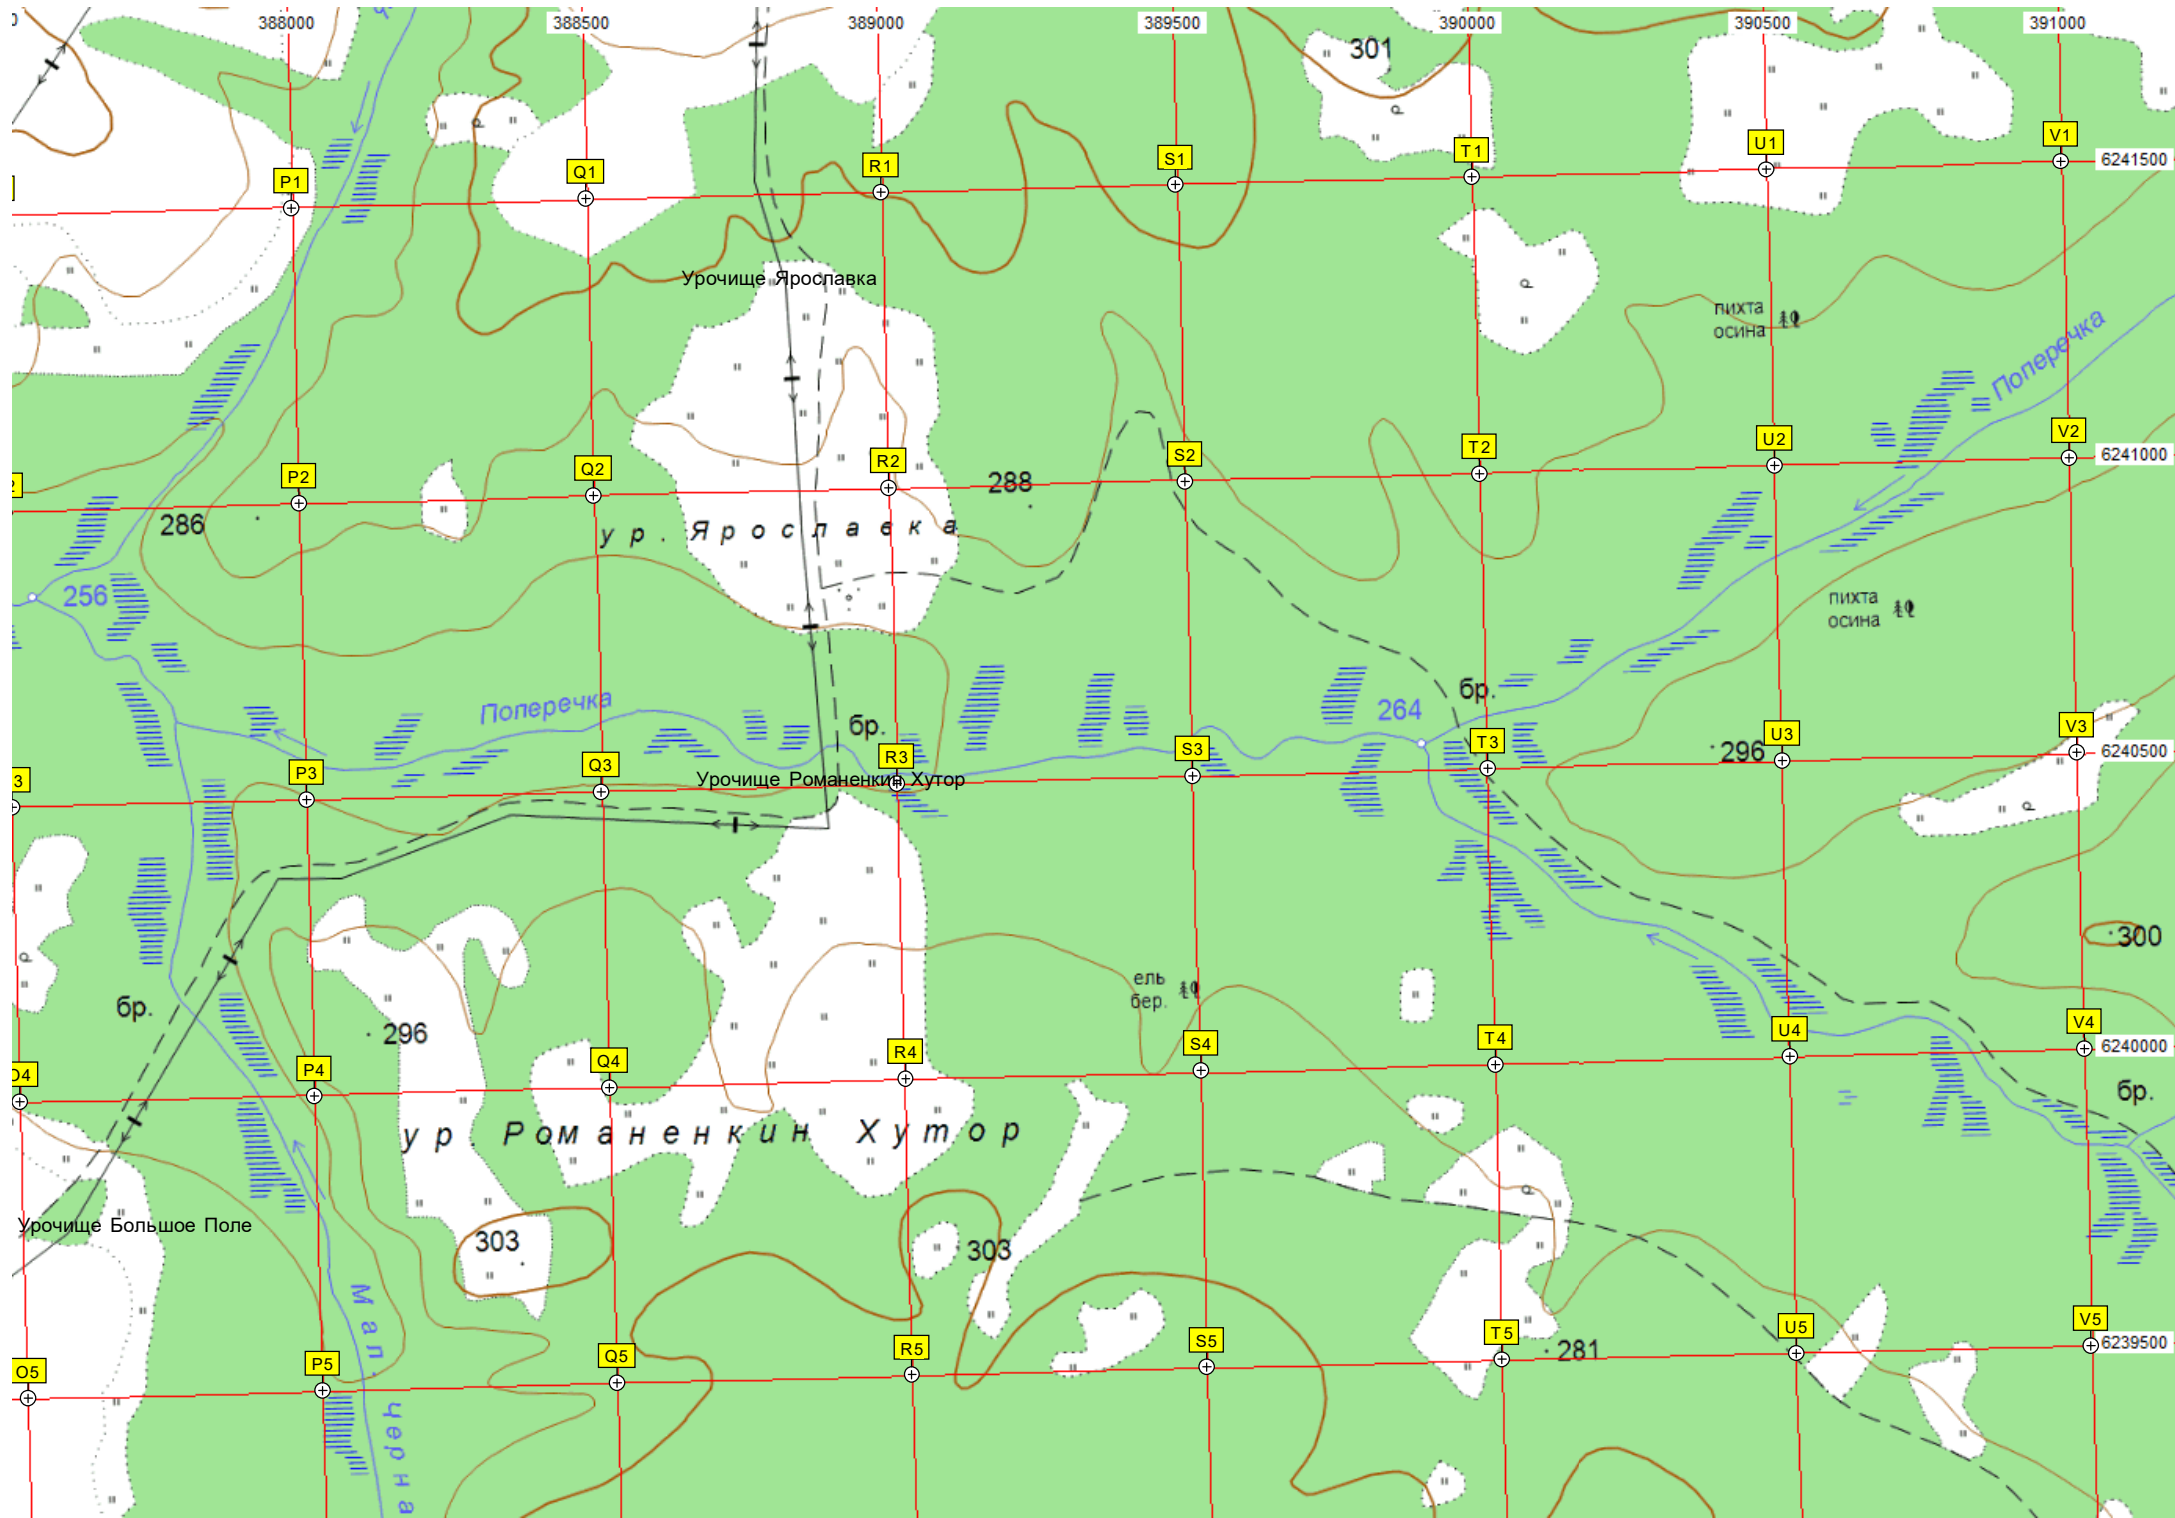 388000 388500 389000 389500 390000 390500 391000
301
P1 Q1 R1 S1 T1 U1 V1
6241500
Урочище Ярославка
пихта
осина
Поперечка
P2 Q2 R2 S2 T2 U2 V2
6241000
286
288
ур. Ярославка
256
пихта
осина
Поперечка
бр.
264
бр.
296
3 P3 Q3 R3 S3 T3 U3 V3
6240500
Урочище Романенкин Хутор
300
ель
бер.
бр.
296
O4 P4 Q4 R4 S4 T4 U4 V4
6240000
бр.
ур Романенкин Хутор
Урочище Большое Поле
303
303
281
O5 P5 Q5 R5 S5 T5 U5 V5
6239500
Мал. Черна